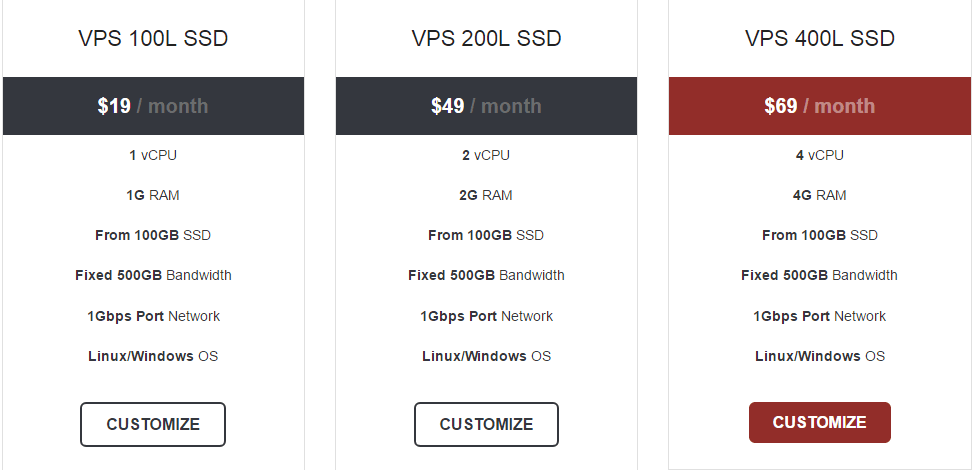 VPS 100L SSD
$19 / month
1 vCPU
1G RAM
From 100GB SSD
Fixed 500GB Bandwidth
1Gbps Port Network
Linux/Windows OS
CUSTOMIZE
VPS 200L SSD
$49 / month
2 vCPU
2G RAM
From 100GB SSD
Fixed 500GB Bandwidth
1Gbps Port Network
Linux/Windows OS
CUSTOMIZE
VPS 400L SSD
$69 / month
4 vCPU
4G RAM
From 100GB SSD
Fixed 500GB Bandwidth
1Gbps Port Network
Linux/Windows OS
CUSTOMIZE